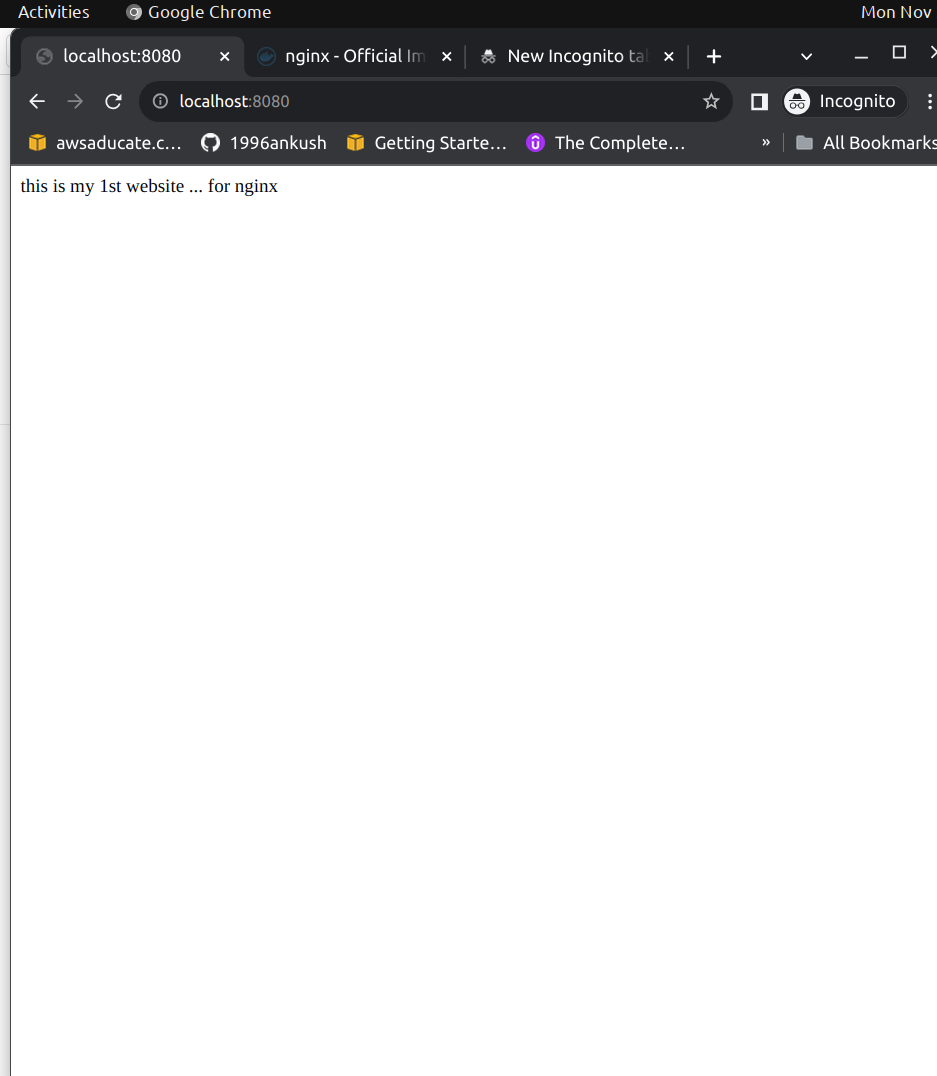 Activities Google Chrome Mon Nov
localhost:8080 nginx - Official Im New Incognito ta
localhost:8080 Incognito
awsaducate.c... 1996ankush Getting Starte... The Complete... » All Bookmarks
this is my 1st website ... for nginx